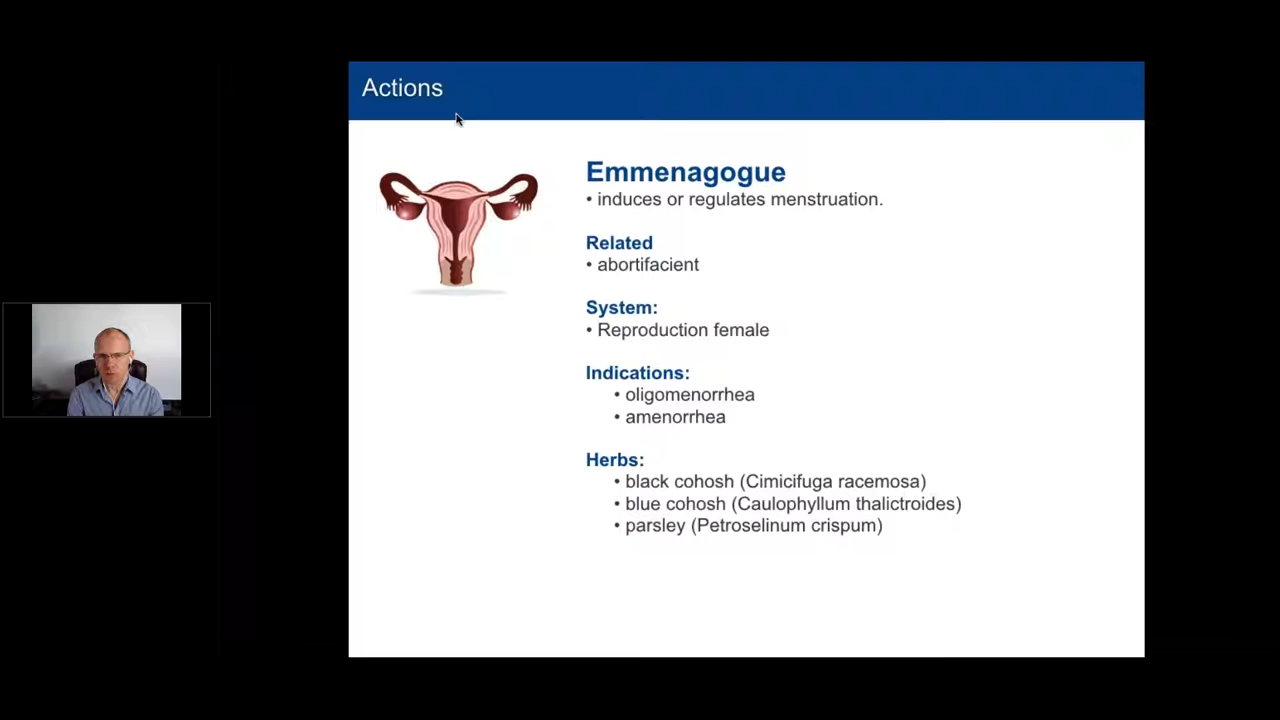 Actions
Emmenagogue
• induces or regulates menstruation.
Related
• abortifacient
System:
• Reproduction female
Indications:
• oligomenorrhea
• amenorrhea
Herbs:
• black cohosh (Cimicifuga racemosa)
• blue cohosh (Caulophyllum thalictroides)
• parsley (Petroselinum crispum)